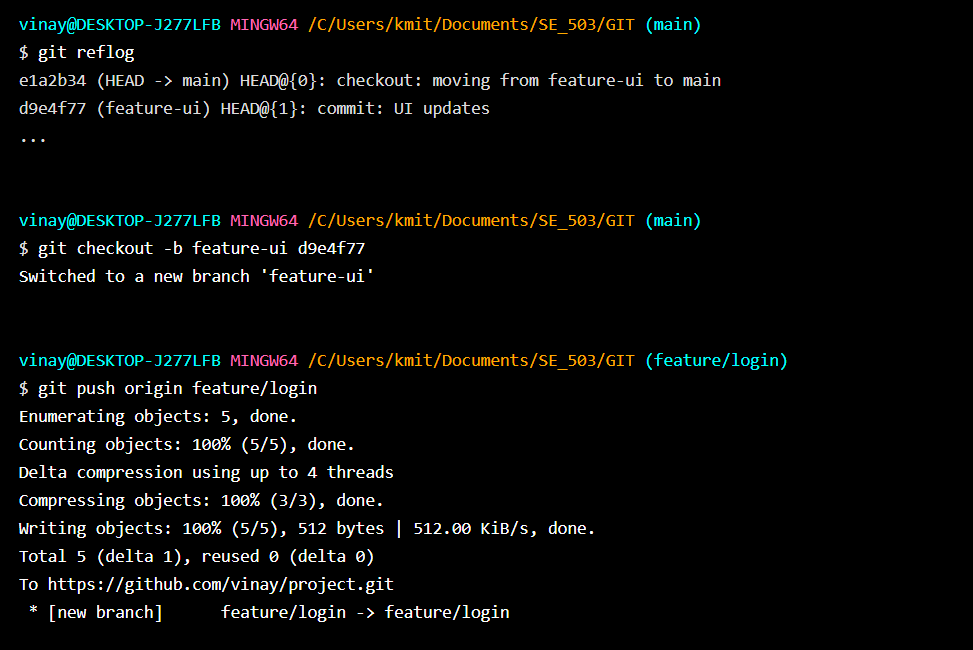 vinay@DESKTOP-J277LFB MINGW64 /C/Users/kmit/Documents/SE_503/GIT (main)
$ git reflog
e1a2b34 (HEAD -> main) HEAD@{0}: checkout: moving from feature-ui to main
d9e4f77 (feature-ui) HEAD@{1}: commit: UI updates
...
vinay@DESKTOP-J277LFB MINGW64 /C/Users/kmit/Documents/SE_503/GIT (main)
$ git checkout -b feature-ui d9e4f77
Switched to a new branch 'feature-ui'
vinay@DESKTOP-J277LFB MINGW64 /C/Users/kmit/Documents/SE_503/GIT (feature/login)
$ git push origin feature/login
Enumerating objects: 5, done.
Counting objects: 100% (5/5), done.
Delta compression using up to 4 threads
Compressing objects: 100% (3/3), done.
Writing objects: 100% (5/5), 512 bytes | 512.00 KiB/s, done.
Total 5 (delta 1), reused 0 (delta 0)
To https://github.com/vinay/project.git
 * [new branch]      feature/login -> feature/login